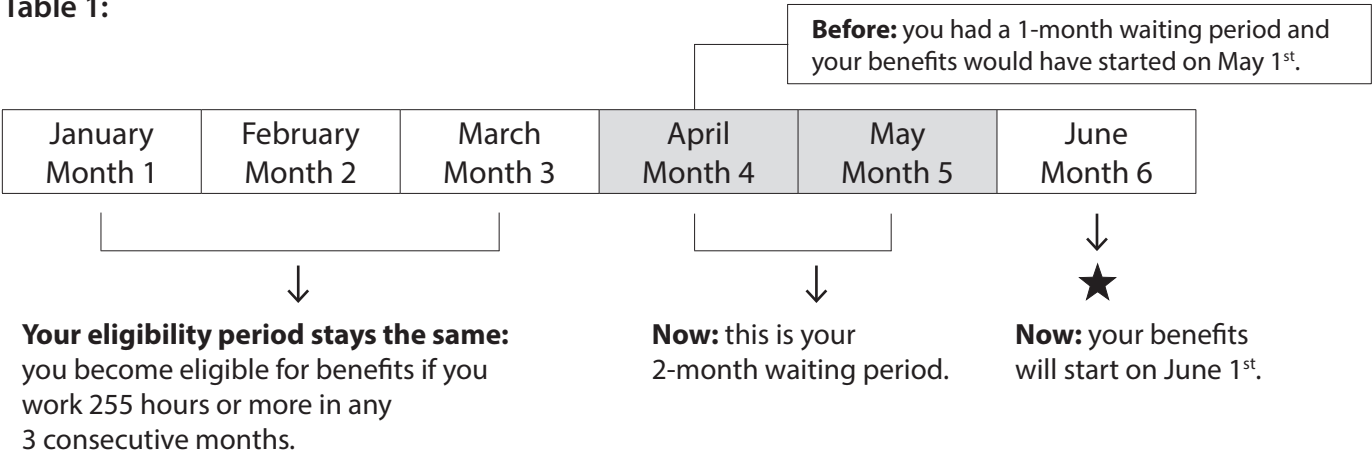 Table 1:
Before: you had a 1-month waiting period and
your benefits would have started on May 1st.
January
Month 1
February
Month 2
March
Month 3
April
Month 4
May
Month 5
June
Month 6
Your eligibility period stays the same:
you become eligible for benefits if you
work 255 hours or more in any
3 consecutive months.
Now: this is your
2-month waiting period.
Now: your benefits
will start on June 1st.